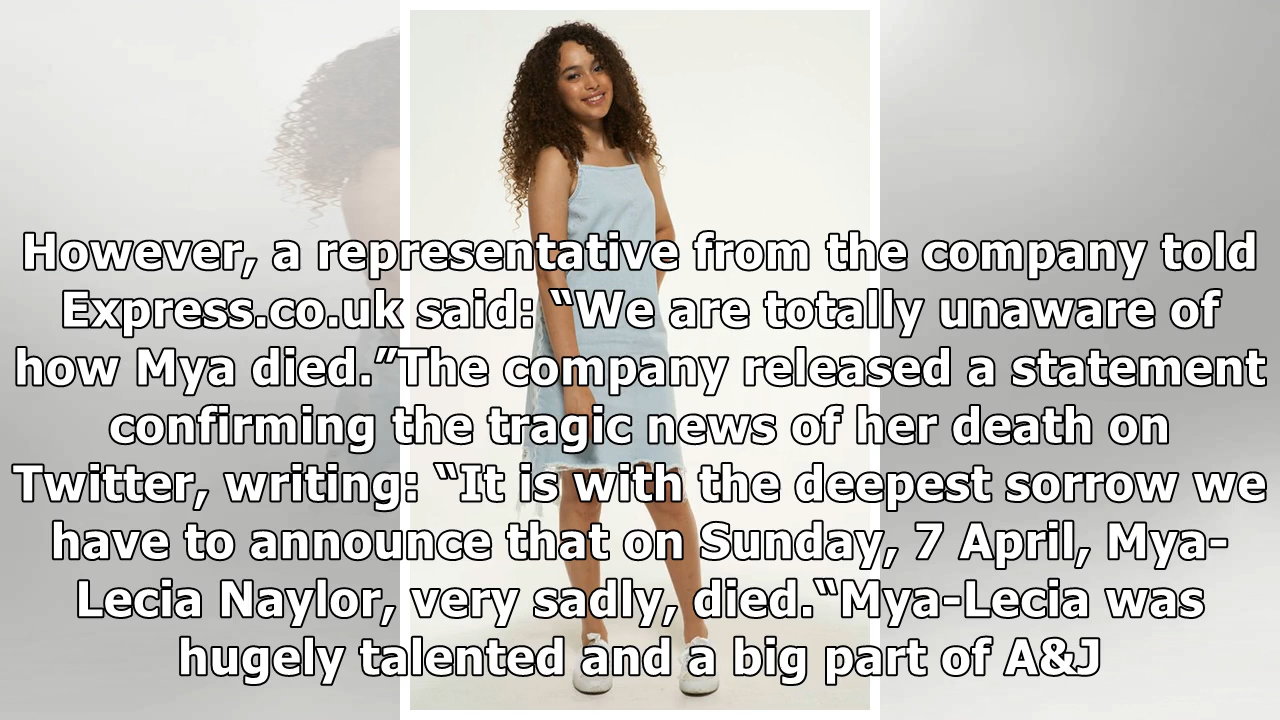 However, a representative from the company told
Express.co.uk said: “We are totally unaware of
how Mya died.”The company released a statement
confirming the tragic news of her death on
Twitter, writing: “It is with the deepest sorrow we
have to announce that on Sunday, 7 April, Mya-
Lecia Naylor, very sadly, died.“Mya-Lecia was
hugely talented and a big part of A&J